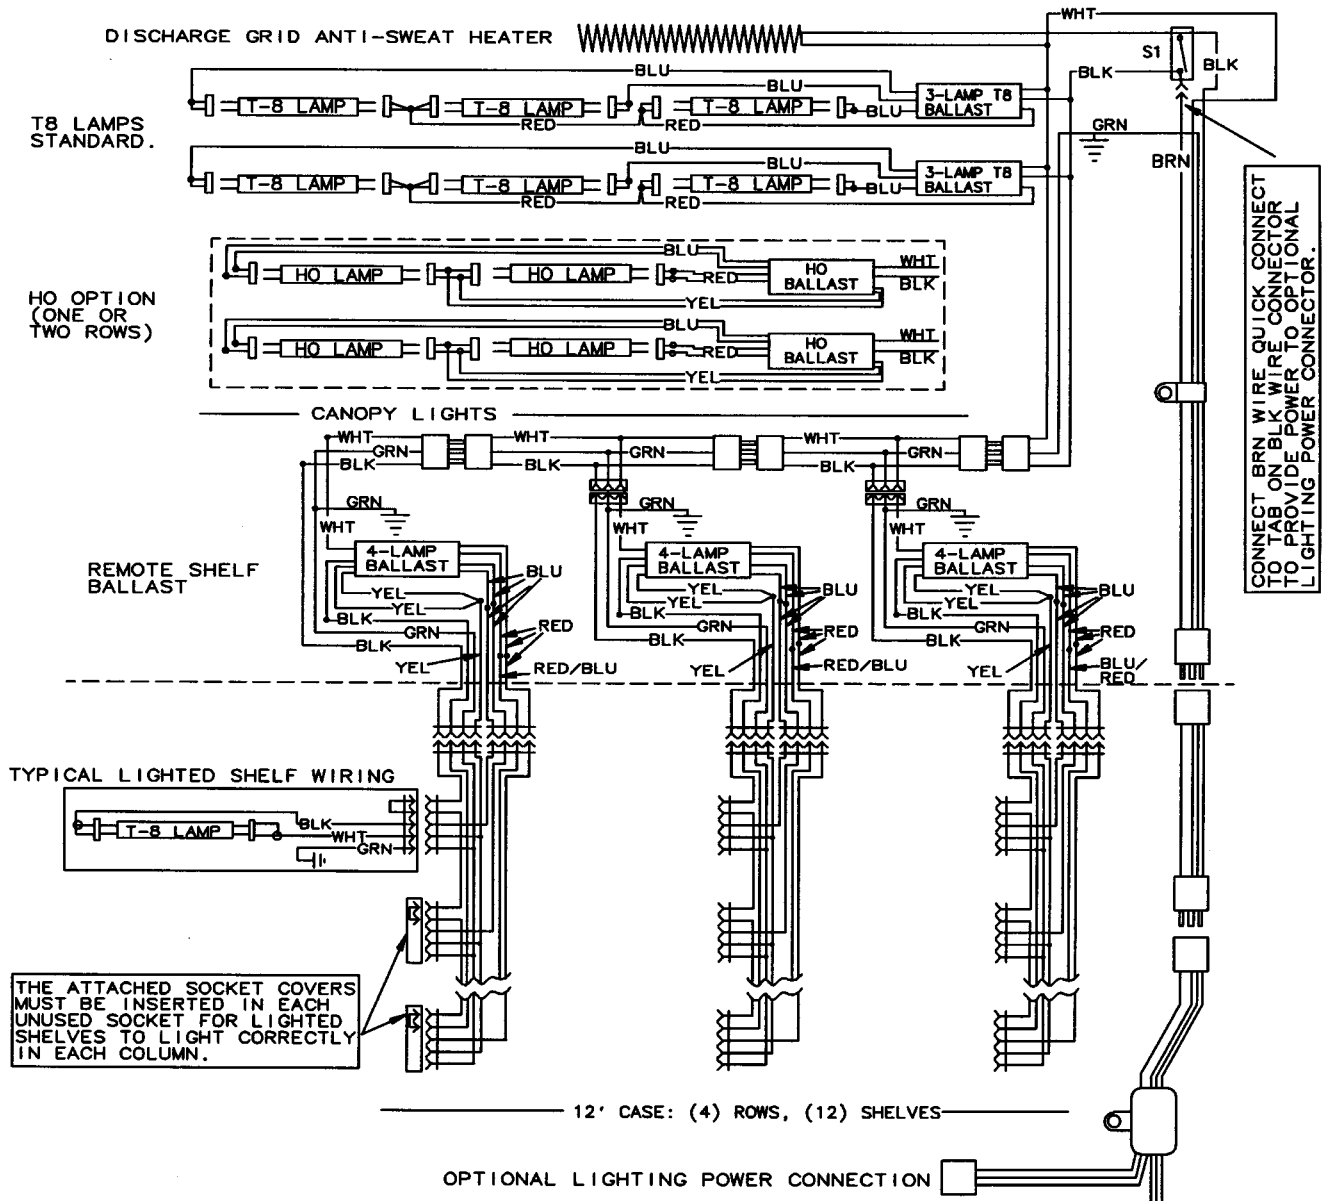 WHT
DISCHARGE GRID ANTI-SWEAT HEATER
S1
BLK
BLK
BLU
BLU
T-8 LAMP
T-8 LAMP
T-8 LAMP
BLU
3-LAMP T8
BALLAST
RED
RED
T8 LAMPS
STANDARD.
GRN
BRN
BLU
BLU
T-8 LAMP
T-8 LAMP
T-8 LAMP
BLU
3-LAMP T8
BALLAST
RED
RED
CONNECT BRN WIRE QUICK CONNECT
TO TAB ON BLK WIRE CONNECTOR
TO PROVIDE POWER TO OPTIONAL
LIGHTING POWER CONNECTOR.
HO OPTION
(ONE OR
TWO ROWS)
BLU
HO LAMP
HO LAMP
RED
HO
BALLAST
WHT
BLK
YEL
BLU
HO LAMP
HO LAMP
RED
HO
BALLAST
WHT
BLK
YEL
CANOPY LIGHTS
WHT
GRN
BLK
WHT
GRN
BLK
WHT
GRN
BLK
GRN
WHT
GRN
WHT
GRN
WHT
REMOTE SHELF
BALLAST
4-LAMP
BALLAST
BLU
YEL
YEL
BLK
GRN
RED
BLK
YEL
RED/BLU
4-LAMP
BALLAST
BLU
YEL
YEL
BLK
GRN
RED
BLK
YEL
RED/BLU
4-LAMP
BALLAST
BLU
YEL
YEL
BLK
GRN
RED
BLK
YEL
BLU/
RED
TYPICAL LIGHTED SHELF WIRING
T-8 LAMP
BLK
WHT
GRN
THE ATTACHED SOCKET COVERS
MUST BE INSERTED IN EACH
UNUSED SOCKET FOR LIGHTED
SHELVES TO LIGHT CORRECTLY
IN EACH COLUMN.
12' CASE: (4) ROWS, (12) SHELVES
OPTIONAL LIGHTING POWER CONNECTION